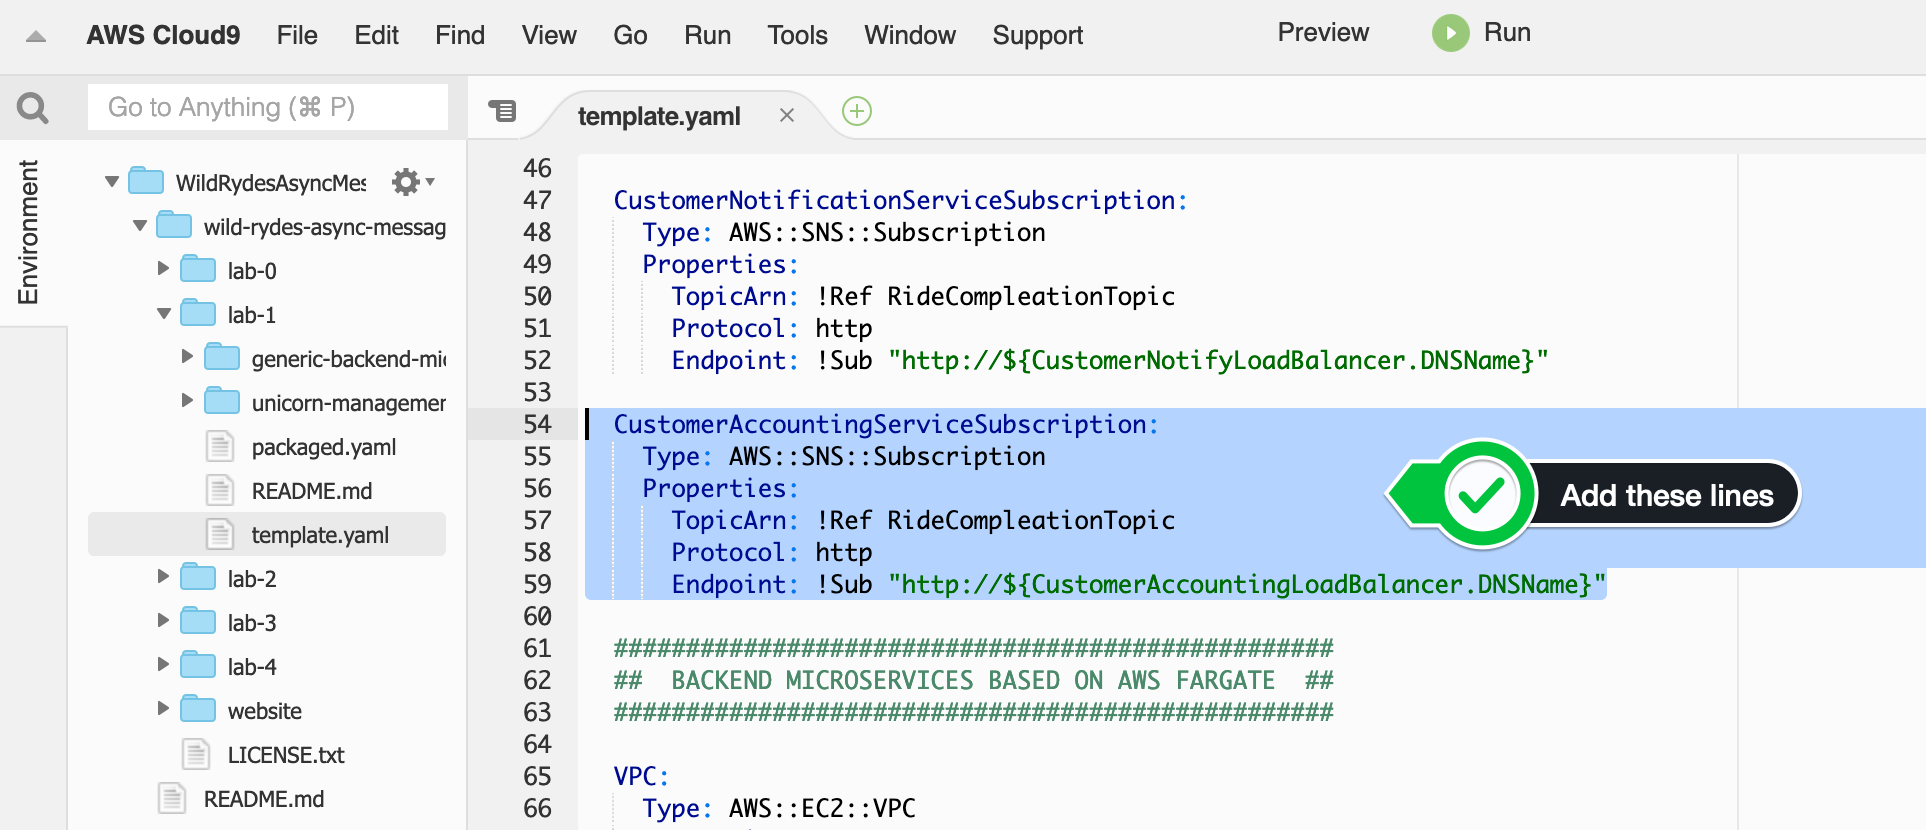 AWS Cloud9 File Edit Find View Go Run Tools Window Support Preview Run
Go to Anything (⌘ P)
template.yaml
Environment
WildRydesAsyncMes
wild-rydes-async-messag
lab-0
lab-1
generic-backend-mi
unicorn-managemer
packaged.yaml
README.md
template.yaml
lab-2
lab-3
lab-4
website
LICENSE.txt
README.md
46
47 CustomerNotificationServiceSubscription:
48 Type: AWS::SNS::Subscription
49 Properties:
50 TopicArn: !Ref RideCompleationTopic
51 Protocol: http
52 Endpoint: !Sub "http://${CustomerNotifyLoadBalancer.DNSName}"
53
54 CustomerAccountingServiceSubscription:
55 Type: AWS::SNS::Subscription
56 Properties:
57 TopicArn: !Ref RideCompleationTopic
58 Protocol: http
59 Endpoint: !Sub "http://${CustomerAccountingLoadBalancer.DNSName}"
60
61 ##################################################
62 ##  BACKEND MICROSERVICES BASED ON AWS FARGATE  ##
63 ##################################################
64
65 VPC:
66 Type: AWS::EC2::VPC
Add these lines